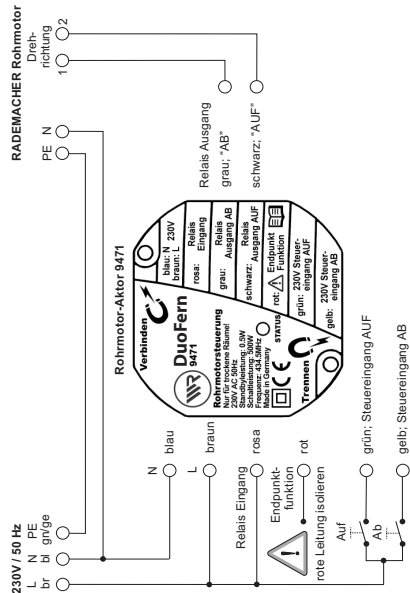 RADEMACHER Rohrmotor
PE N
Dreh-
richtung
1 2
Relais Ausgang
grau; "AB"
schwarz; "AUF"
Rohrmotor-Aktor 9471
Verbinden
DuoFern
9471
Rohrmotorsteuerung
Nur für trockene Räume!
230V AC 50Hz
Standbyleistung: 0.5W
Schaltleistung: 500W
Frequenz: 434.5MHz
Made in Germany
CE
STATUS
Trennen
blau: N
braun: L 230V
rosa: Relais
Eingang
grau: Relais
Ausgang AB
schwarz: Relais
Ausgang AUF
rot: Endpunkt
Funktion
grün: 230V Steuer-
eingang AUF
gelb: 230V Steuer-
eingang AB
230V / 50 Hz
L N PE
br bl gn/ge
N blau
L braun
Relais Eingang rosa
Endpunkt-
funktion rot
rote Leitung isolieren
Auf
grün; Steuereingang AUF
Ab
gelb; Steuereingang AB